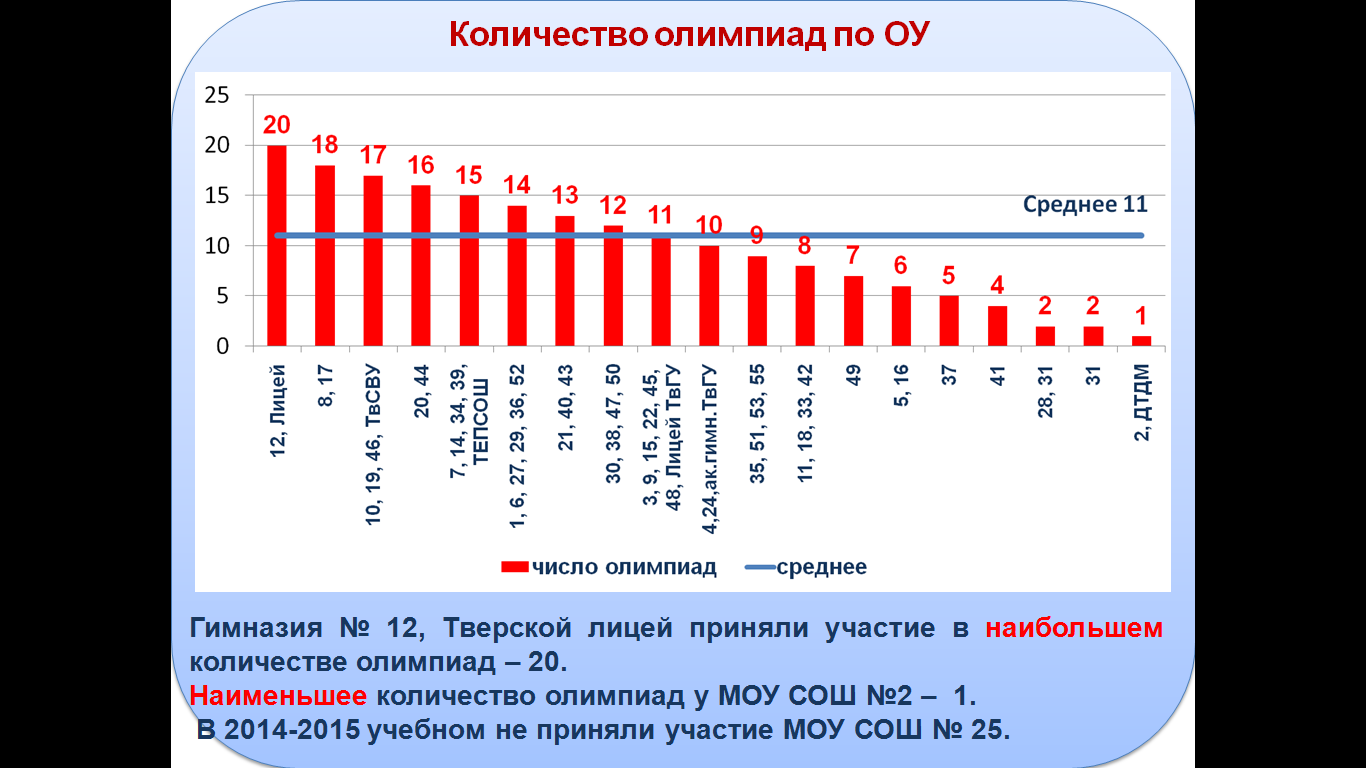 Количество олимпиад по ОУ
25
20
15
10
5
0
20
18
17
16
15
14
13
12
11
10
9
8
7
6
5
4
2
2
1
Среднее 11
12, Лицей
8, 17
10, 19, 46, ТвСВУ
20, 44
7, 14, 34, 39,
ТЕПСОШ
1, 6, 27, 29, 36, 52
21, 40, 43
30, 38, 47, 50
3, 9, 15, 22, 45,
48, Лицей ТвГУ
4,24,ак.гимн.ТвГУ
35, 51, 53, 55
11, 18, 33, 42
49
5, 16
37
41
28, 31
31
2, ДТДМ
число олимпиад
среднее
Гимназия № 12, Тверской лицей приняли участие в наибольшем
количестве олимпиад – 20.
Наименьшее количество олимпиад у МОУ СОШ №2 – 1.
В 2014-2015 учебном не приняли участие МОУ СОШ № 25.